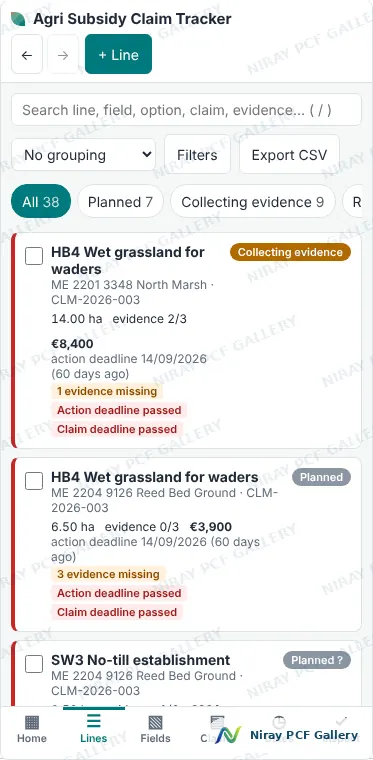 Agri Subsidy Claim Tracker
← → + Line
Search line, field, option, claim, evidence... ( / )
No grouping Filters Export CSV
All 38 Planned 7 Collecting evidence 9 R
HB4 Wet grassland for Collecting evidence
waders
ME 2201 3348 North Marsh ·
CLM-2026-003
14.00 ha evidence 2/3
€8,400
action deadline 14/09/2026
(60 days ago)
1 evidence missing
Action deadline passed
Claim deadline passed
HB4 Wet grassland for waders Planned
ME 2204 9126 Reed Bed Ground · CLM-
2026-003
6.50 ha evidence 0/3 €3,900
action deadline 14/09/2026 (60 days
ago)
3 evidence missing
Action deadline passed
Claim deadline passed
SW3 No-till establishment Planned ?
ME 2204 9126 Reed Bed Ground ·
CLM-2026-003
Home Lines Fields Niray PCF Gallery
NIRAY PCF GALLERY